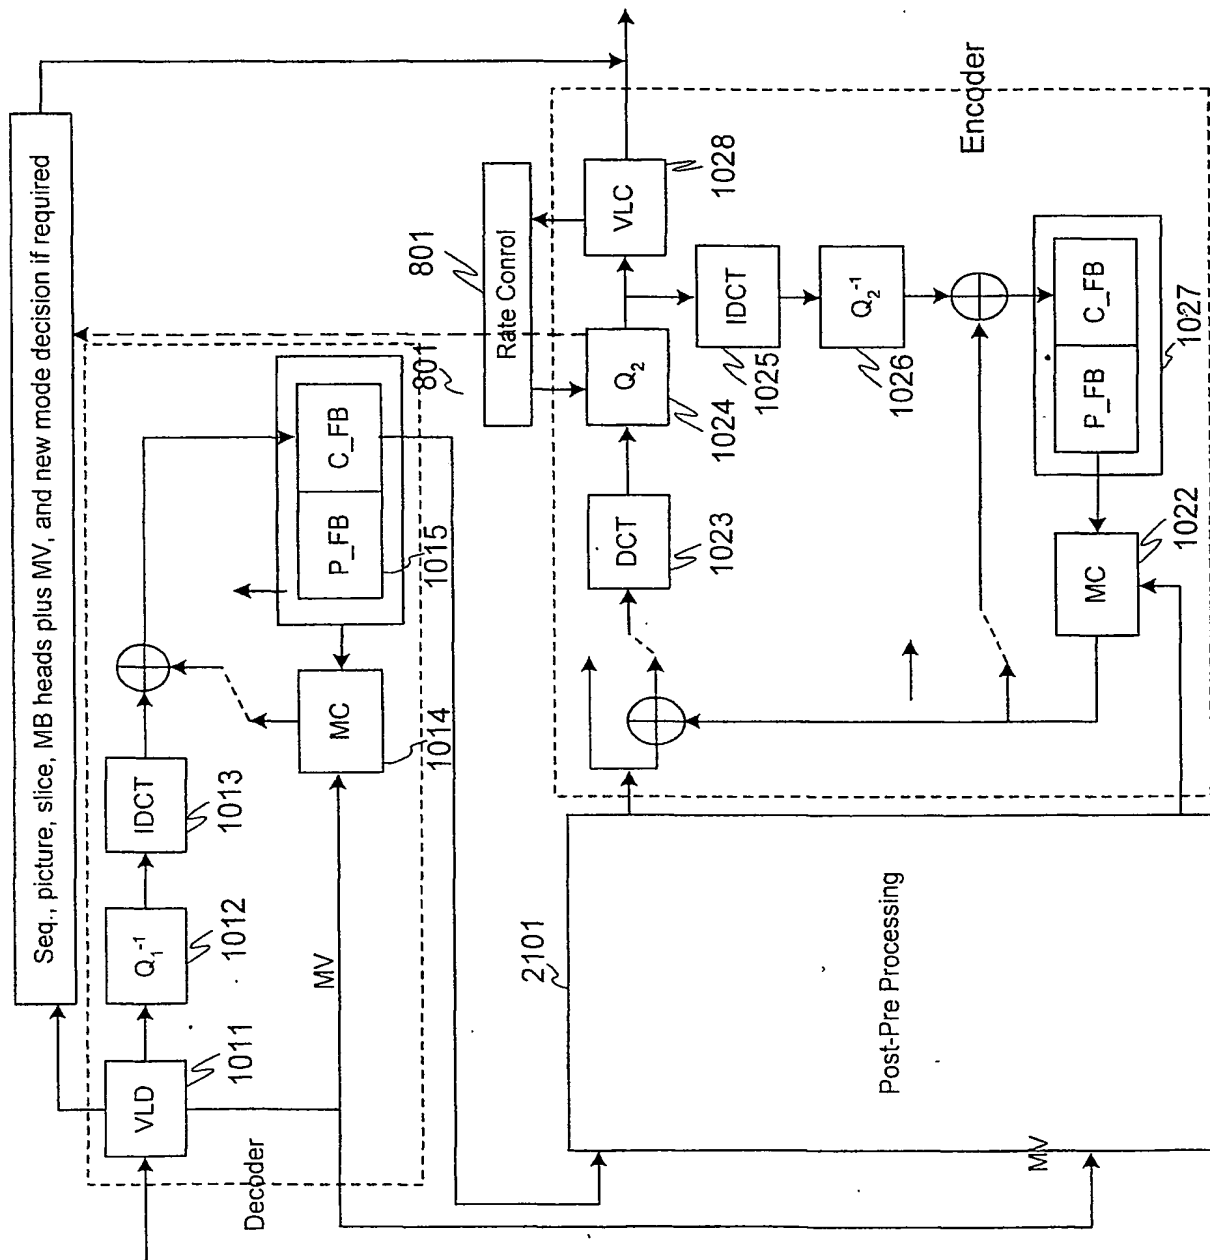 Seq., picture, slice, MB heads plus MV, and new mode decision if required
Decoder
VLD
1011
Q₁⁻¹
1012
IDCT
1013
MV
MC
1014
P_FB
C_FB
1015
801
Rate Conrol
801
Encoder
DCT
1023
Q₂
1024
VLC
1028
IDCT
1025
Q₂⁻¹
1026
P_FB
C_FB
1027
MC
1022
2101
Post-Pre Processing
MV